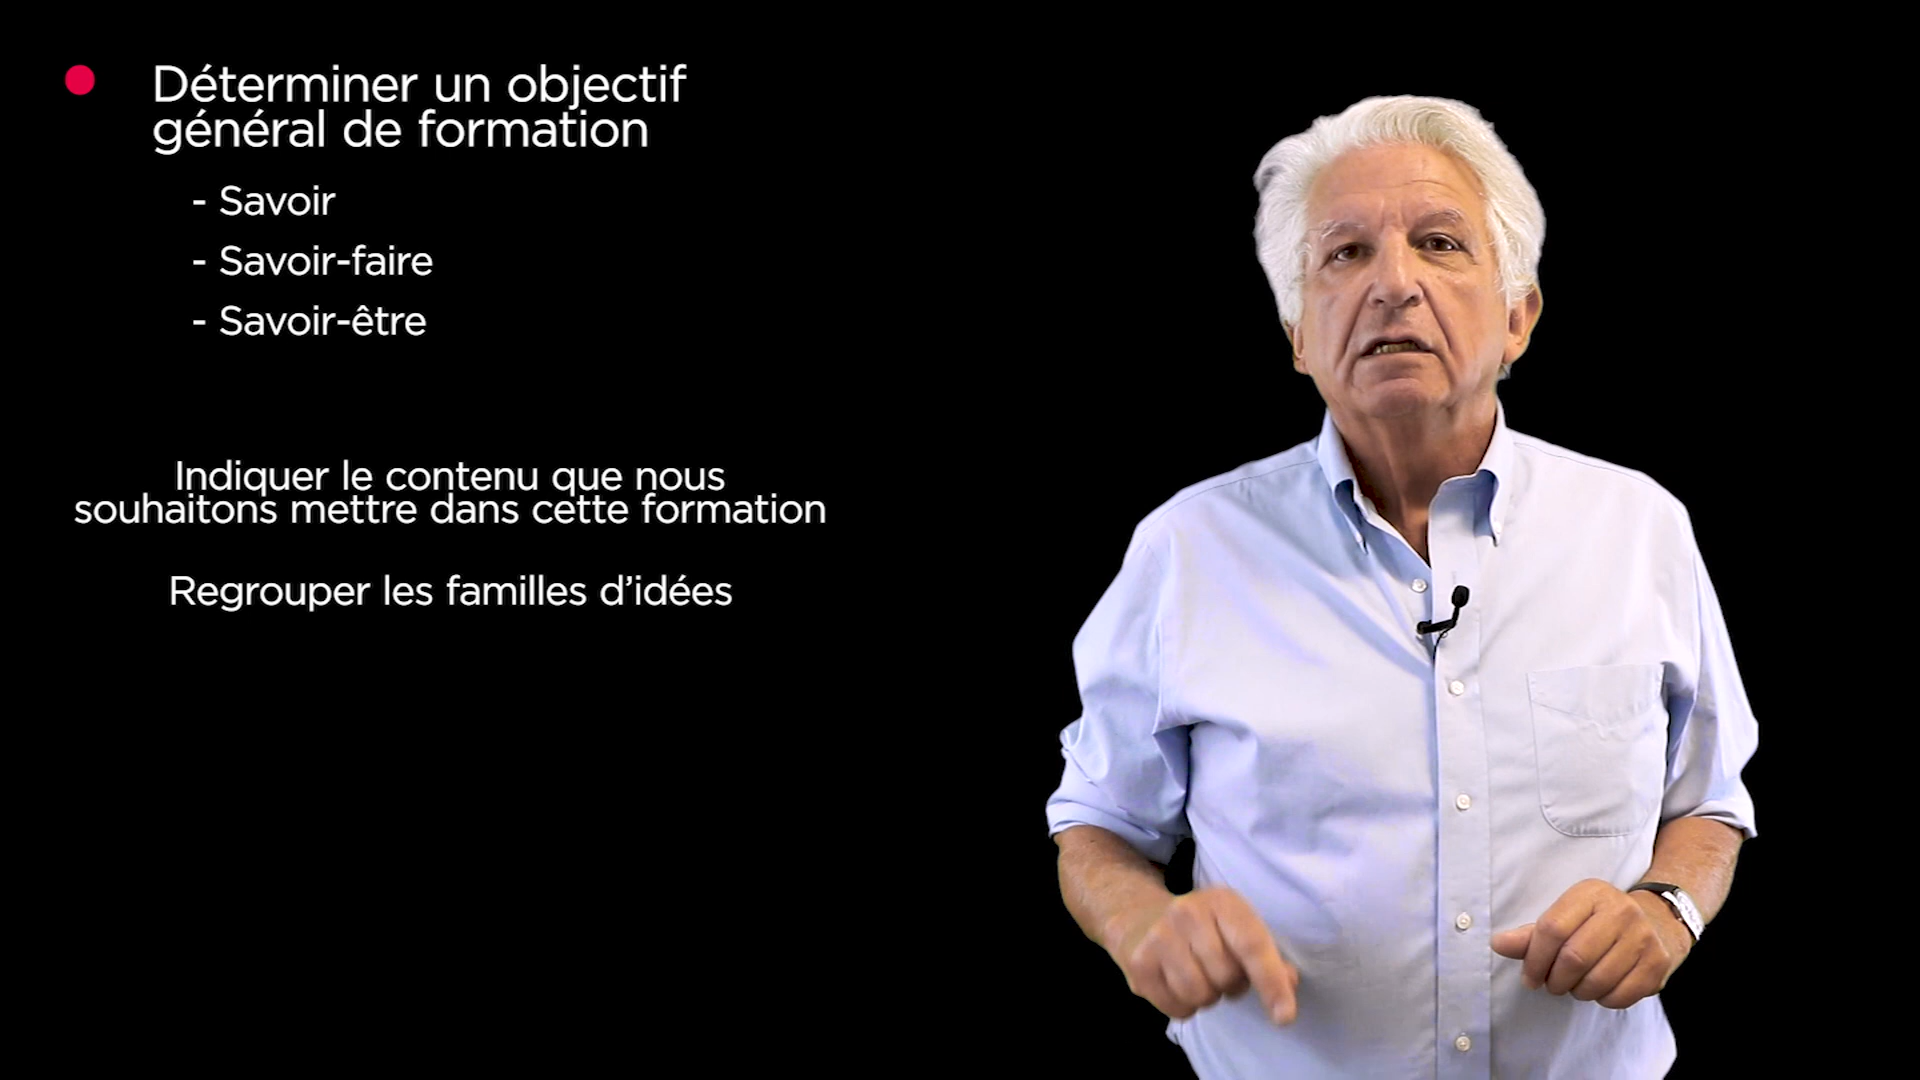 Déterminer un objectif
général de formation
- Savoir
- Savoir-faire
- Savoir-être
Indiquer le contenu que nous
souhaitons mettre dans cette formation
Regrouper les familles d’idées